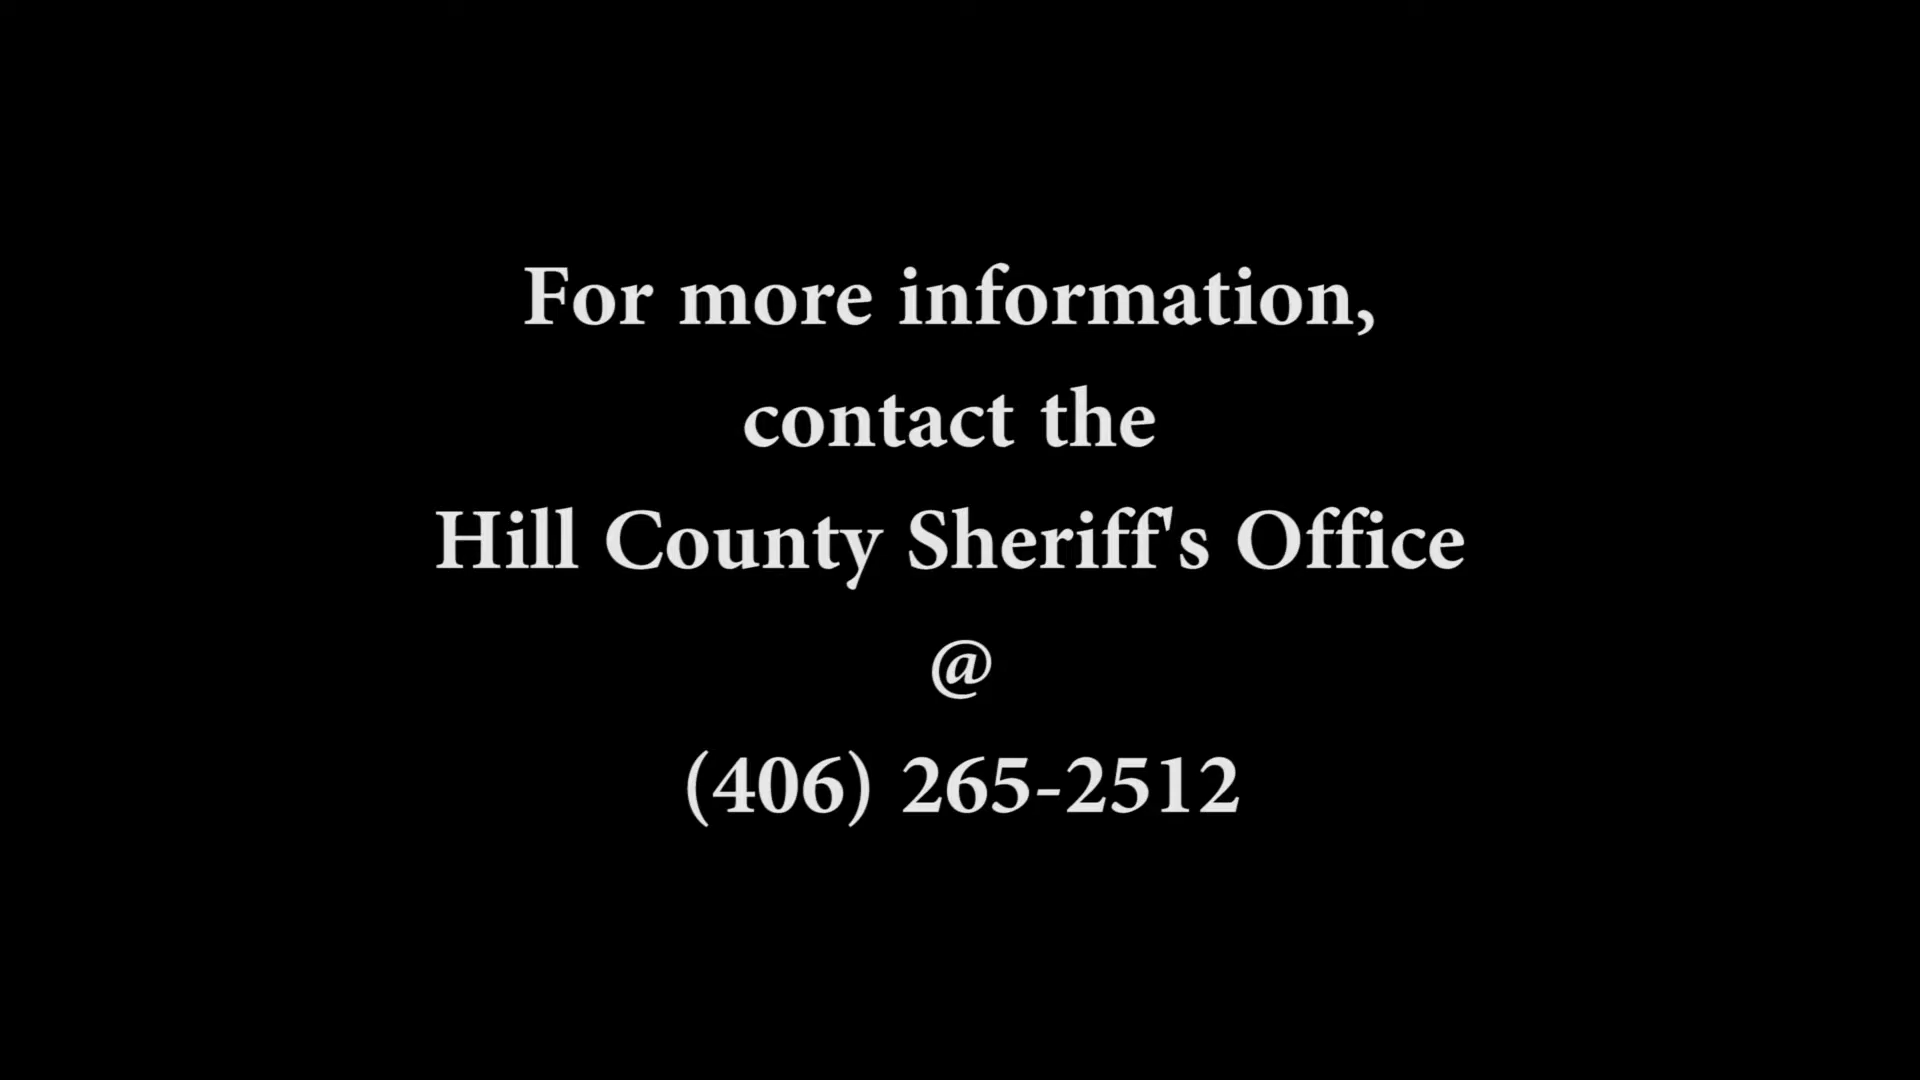 For more information,
contact the
Hill County Sheriff's Office
@
(406) 265-2512